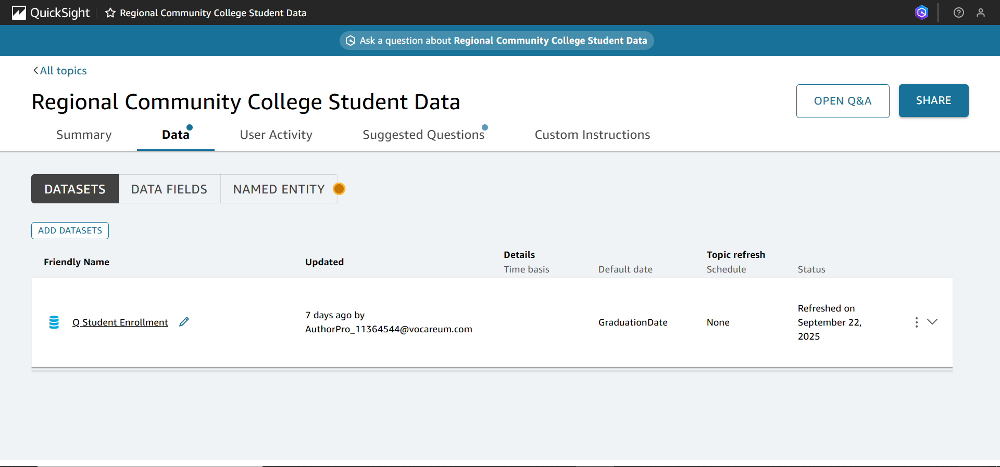 QuickSight
Regional Community College Student Data
Ask a question about Regional Community College Student Data
All topics
Regional Community College Student Data
OPEN Q&A
SHARE
Summary
Data
User Activity
Suggested Questions
Custom Instructions
DATASETS
DATA FIELDS
NAMED ENTITY
ADD DATASETS
Friendly Name
Updated
Details
Time basis
Default date
Topic refresh
Schedule
Status
Q Student Enrollment
7 days ago by
AuthorPro_11364544@vocareum.com
GraduationDate
None
Refreshed on
September 22,
2025